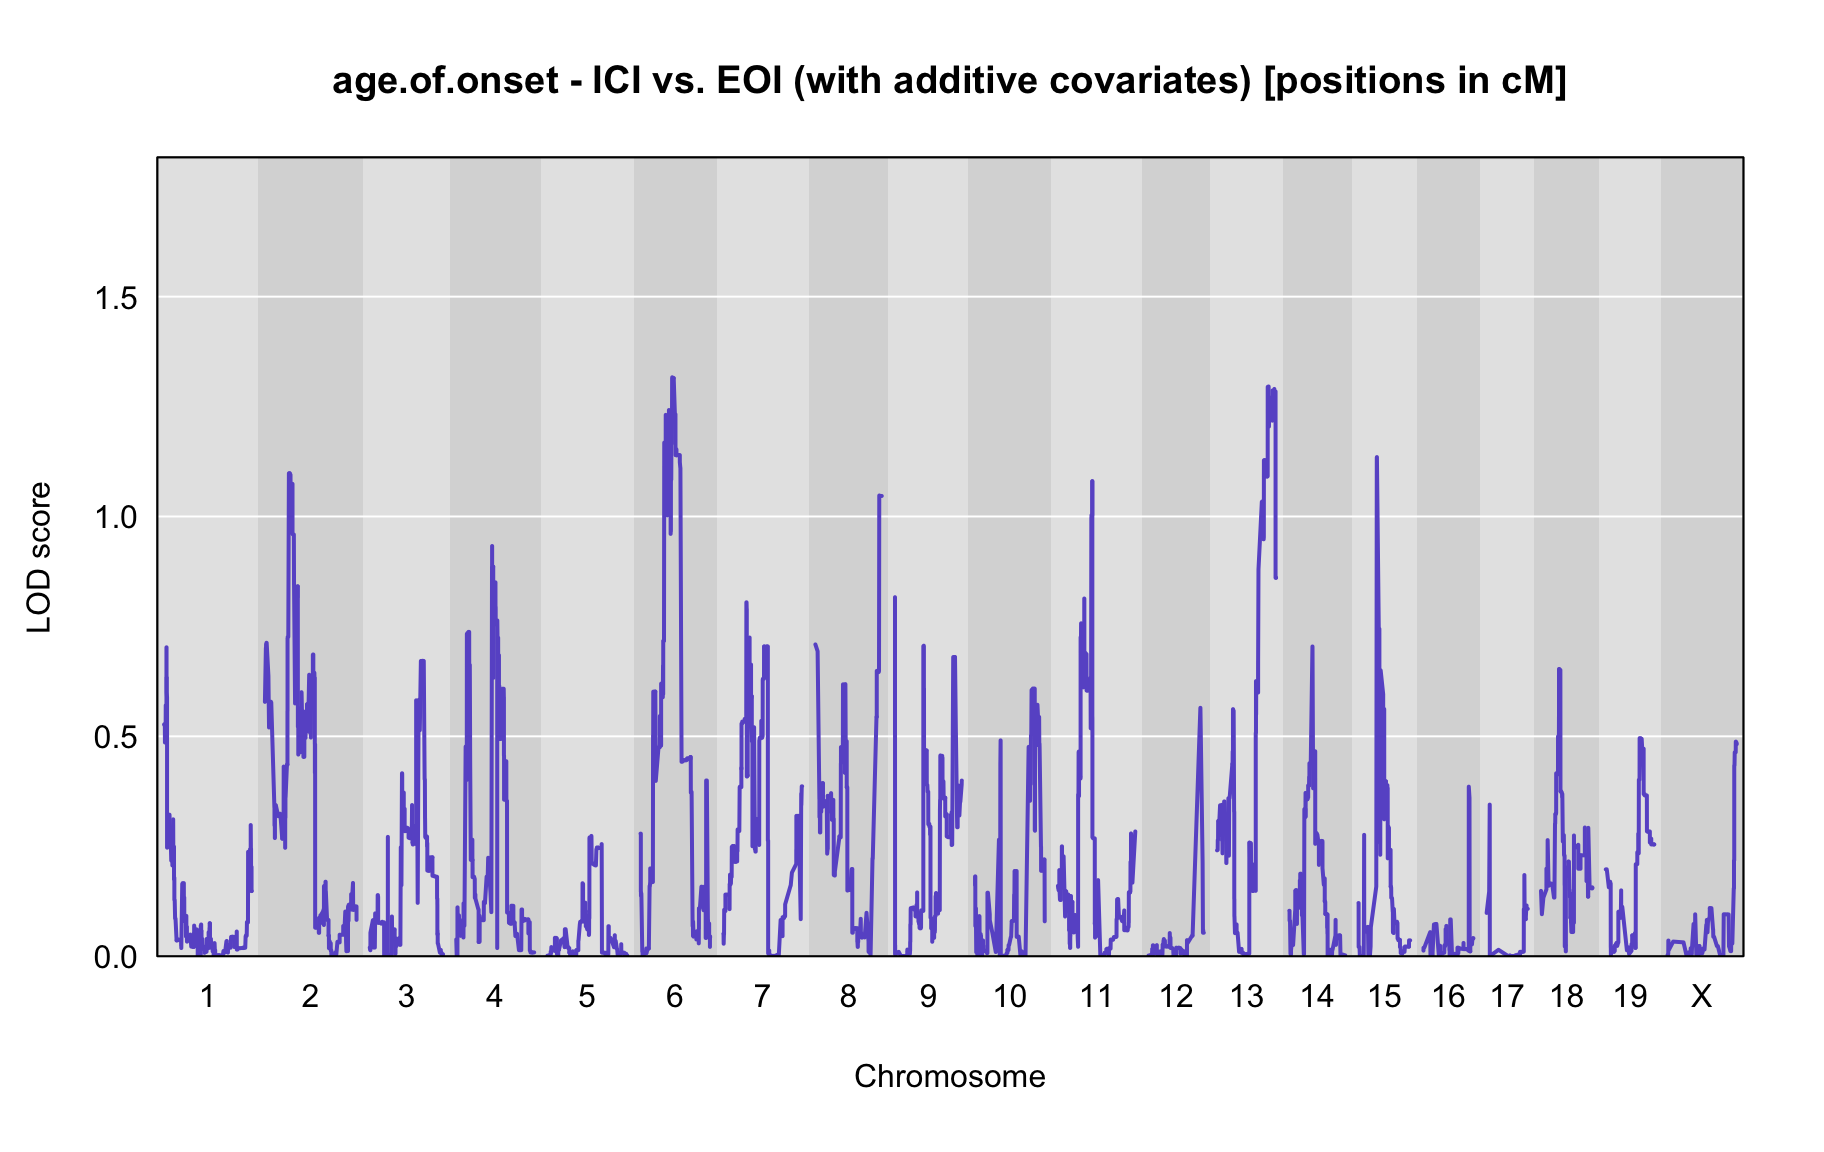 age.of.onset - ICI vs. EOI (with additive covariates) [positions in cM]
LOD score
1.5
1.0
0.5
0.0
1 2 3 4 5 6 7 8 9 10 11 12 13 14 15 16 17 18 19 X
Chromosome